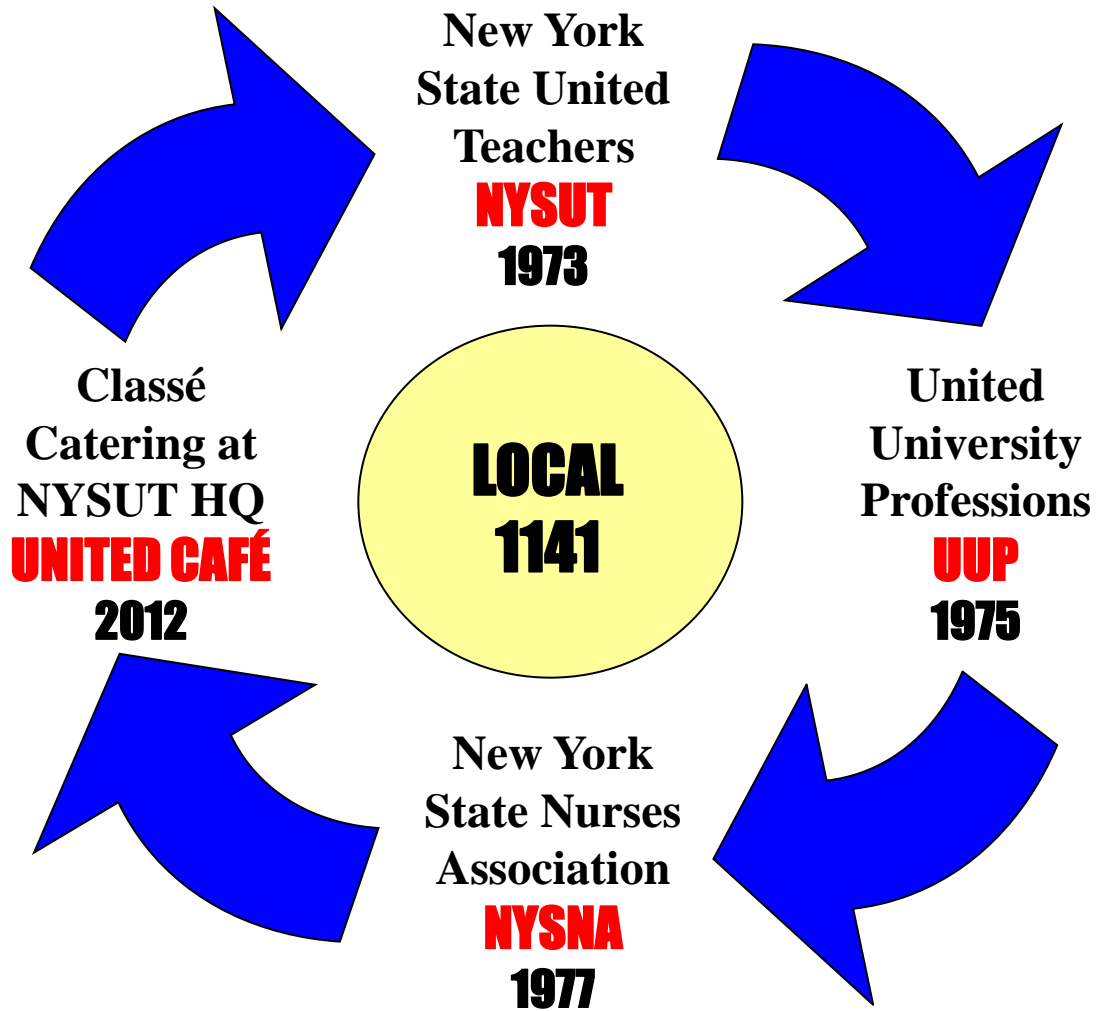 New York
State United
Teachers
NYSUT
1973
United
University
Professions
UUP
1975
New York
State Nurses
Association
NYSNA
1977
Classé
Catering at
NYSUT HQ
UNITED CAFÉ
2012
LOCAL
1141